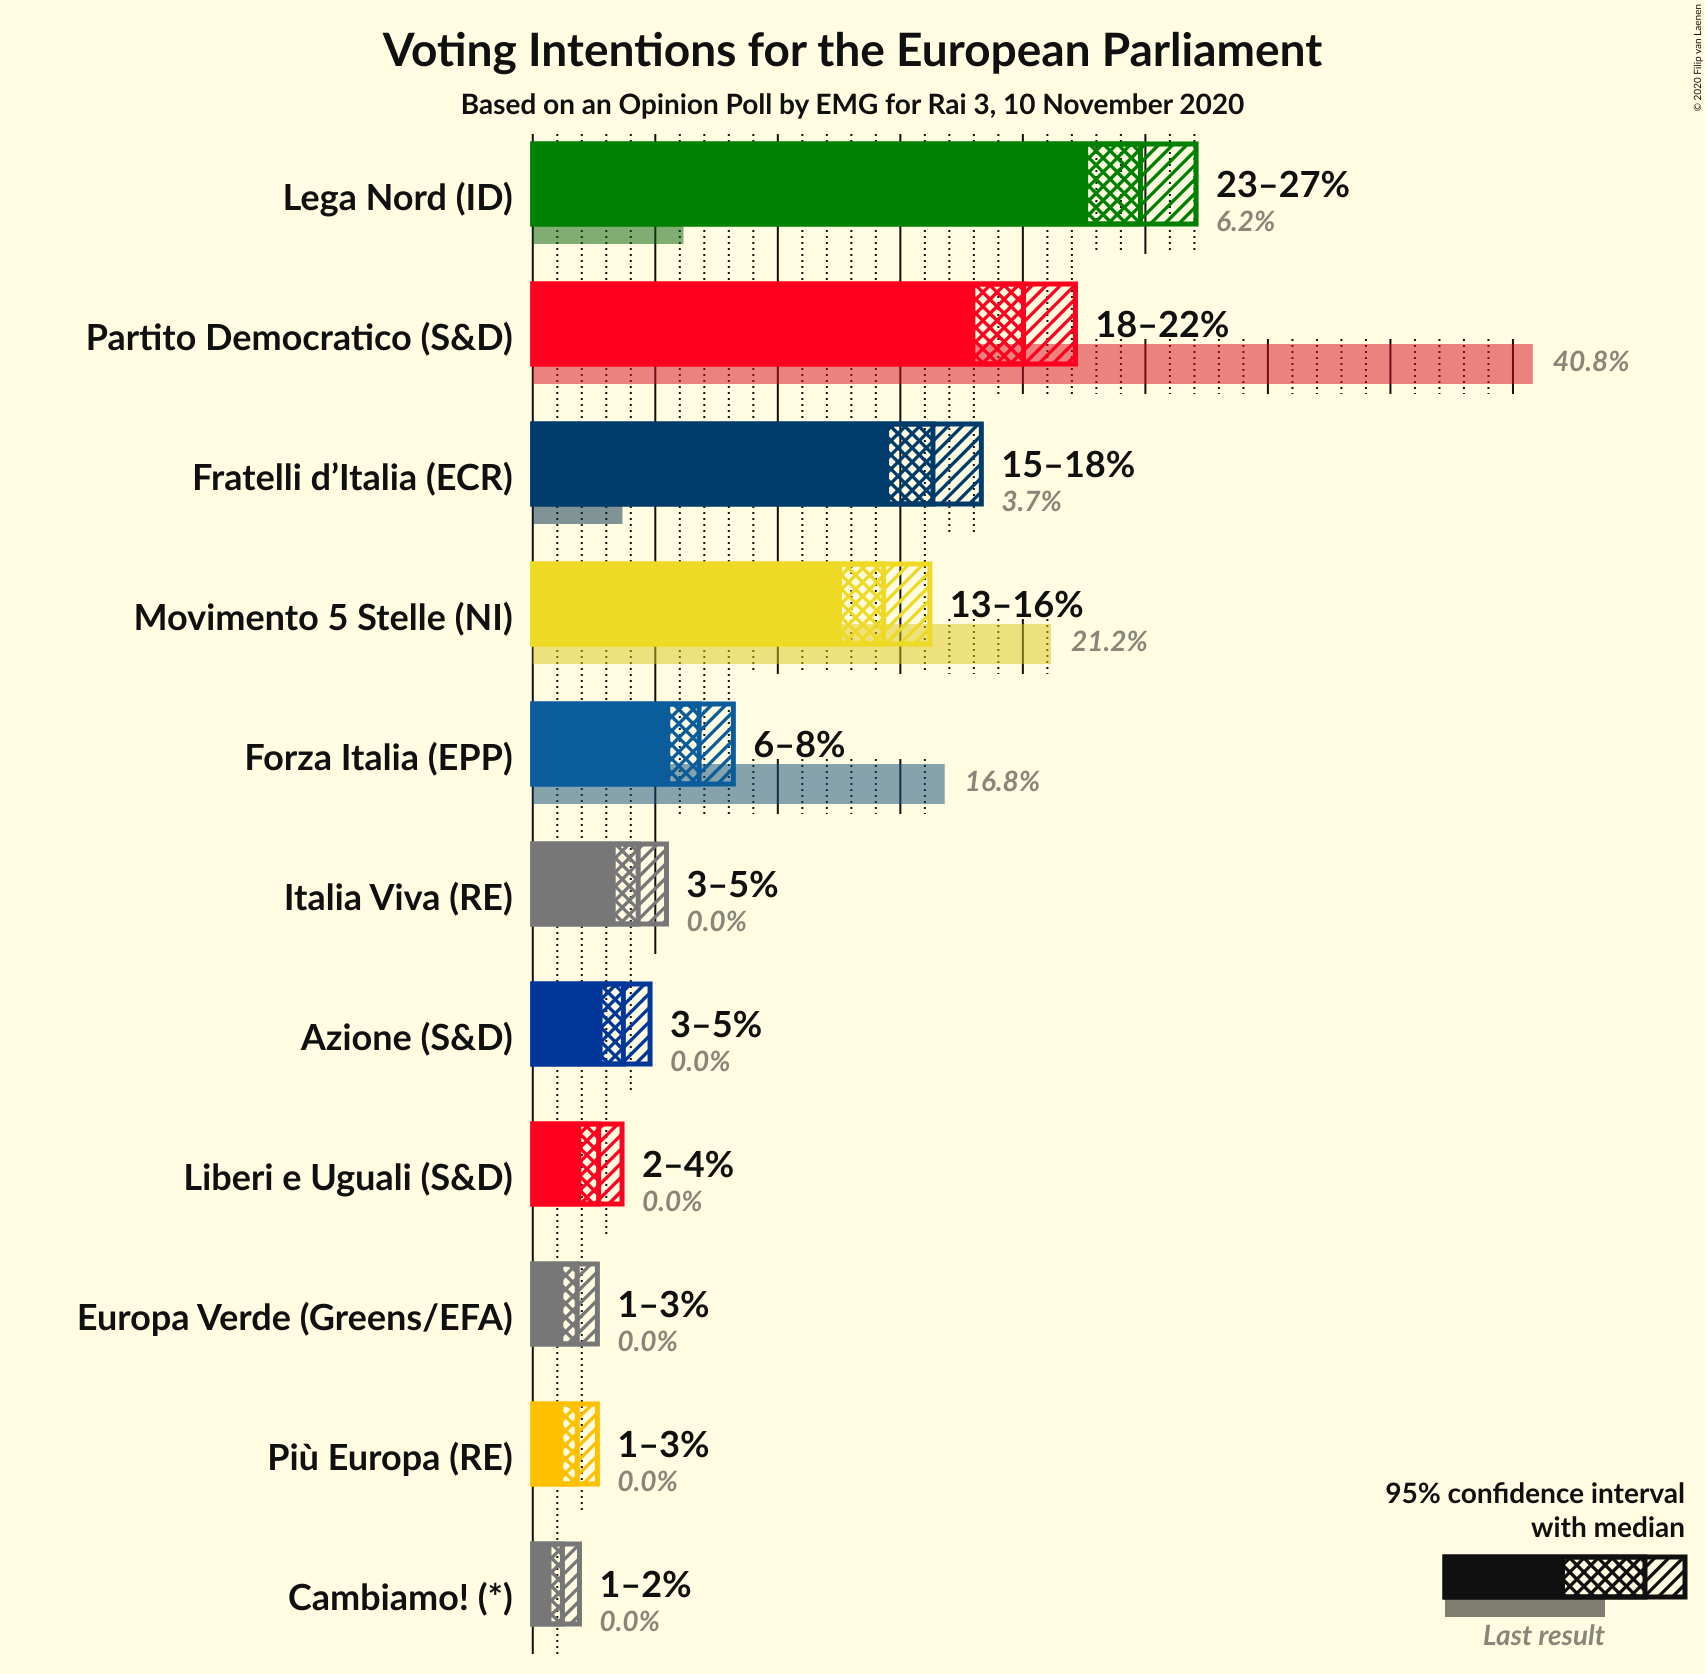 Voting Intentions for the European Parliament
Based on an Opinion Poll by EMG for Rai 3, 10 November 2020
© 2020 Filip van Laenen
Lega Nord (ID)
23–27%
6.2%
Partito Democratico (S&D)
18–22%
40.8%
Fratelli d’Italia (ECR)
15–18%
3.7%
Movimento 5 Stelle (NI)
13–16%
21.2%
Forza Italia (EPP)
6–8%
16.8%
Italia Viva (RE)
3–5%
0.0%
Azione (S&D)
3–5%
0.0%
Liberi e Uguali (S&D)
2–4%
0.0%
Europa Verde (Greens/EFA)
1–3%
0.0%
Più Europa (RE)
1–3%
0.0%
Cambiamo! (*)
1–2%
0.0%
95% confidence interval
with median
Last result